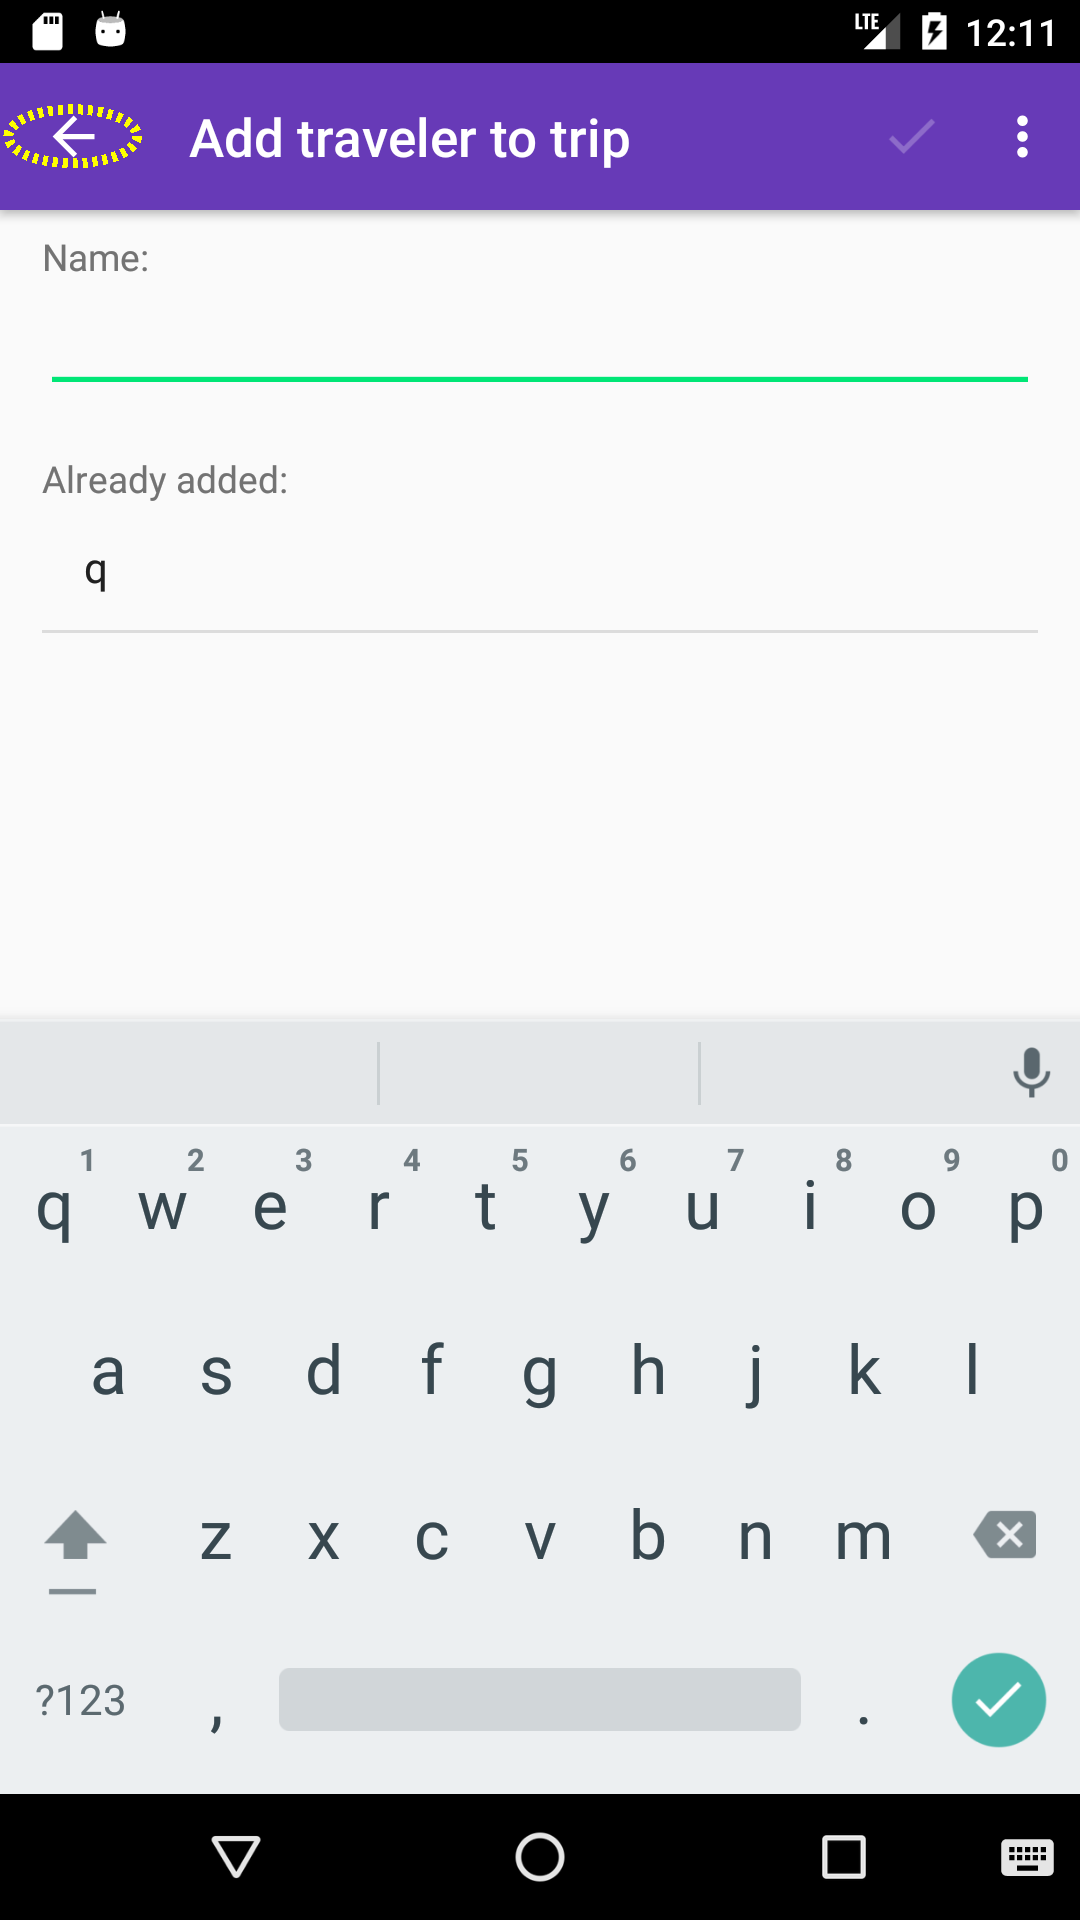 LTE 12:11
Add traveler to trip
Name:
Already added:
q
1 2 3 4 5 6 7 8 9 0
q w e r t y u i o p
a s d f g h j k l
z x c v b n m
?123 , .